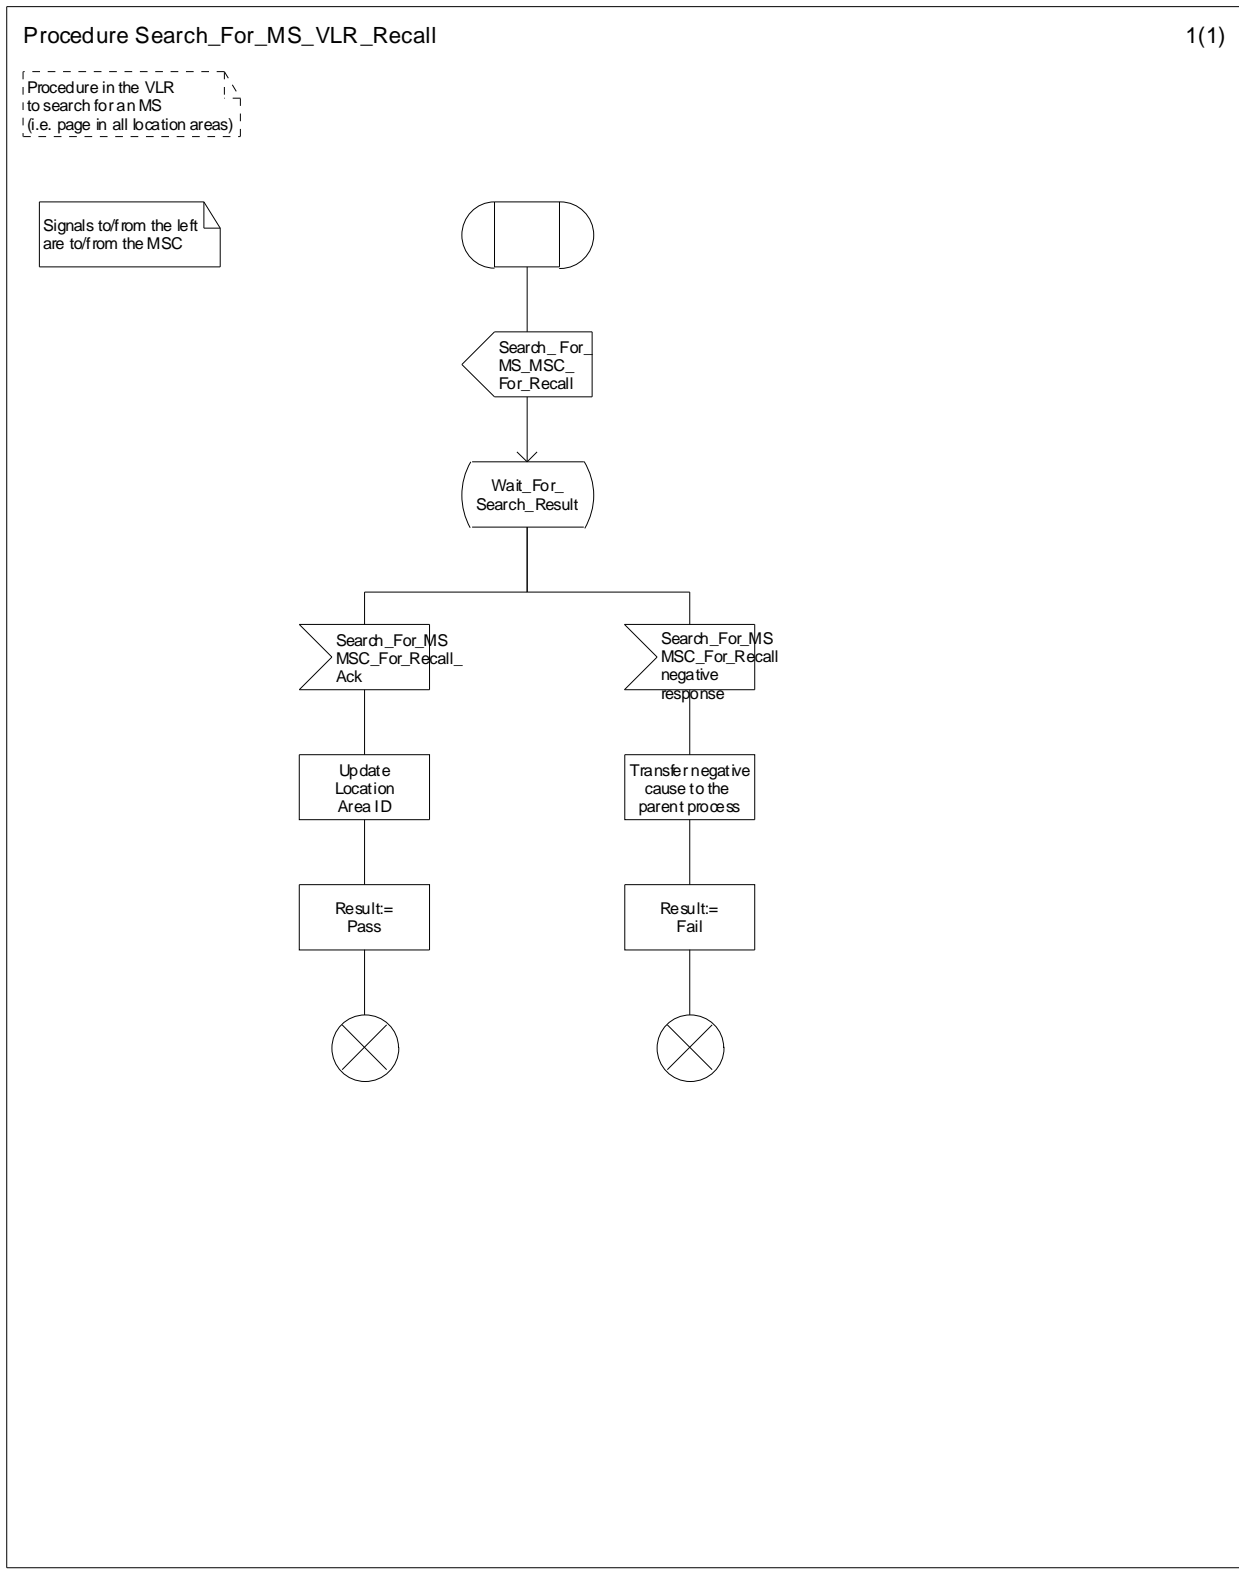 Procedure Search_For_MS_VLR_Recall
1(1)
Procedure in the VLR
to search for an MS
(i.e. page in all location areas)
Signals to/from the left
are to/from the MSC
Search_ For_
MS_MSC_
For_Recall
Wait_For_
Search_Result
Search_For_MS
MSC_For_Recall_
Ack
Search_For_MS
MSC_For_Recall
negative
response
Update
Location
Area ID
Transfer negative
cause to the
parent process
Result:=
Pass
Result:=
Fail